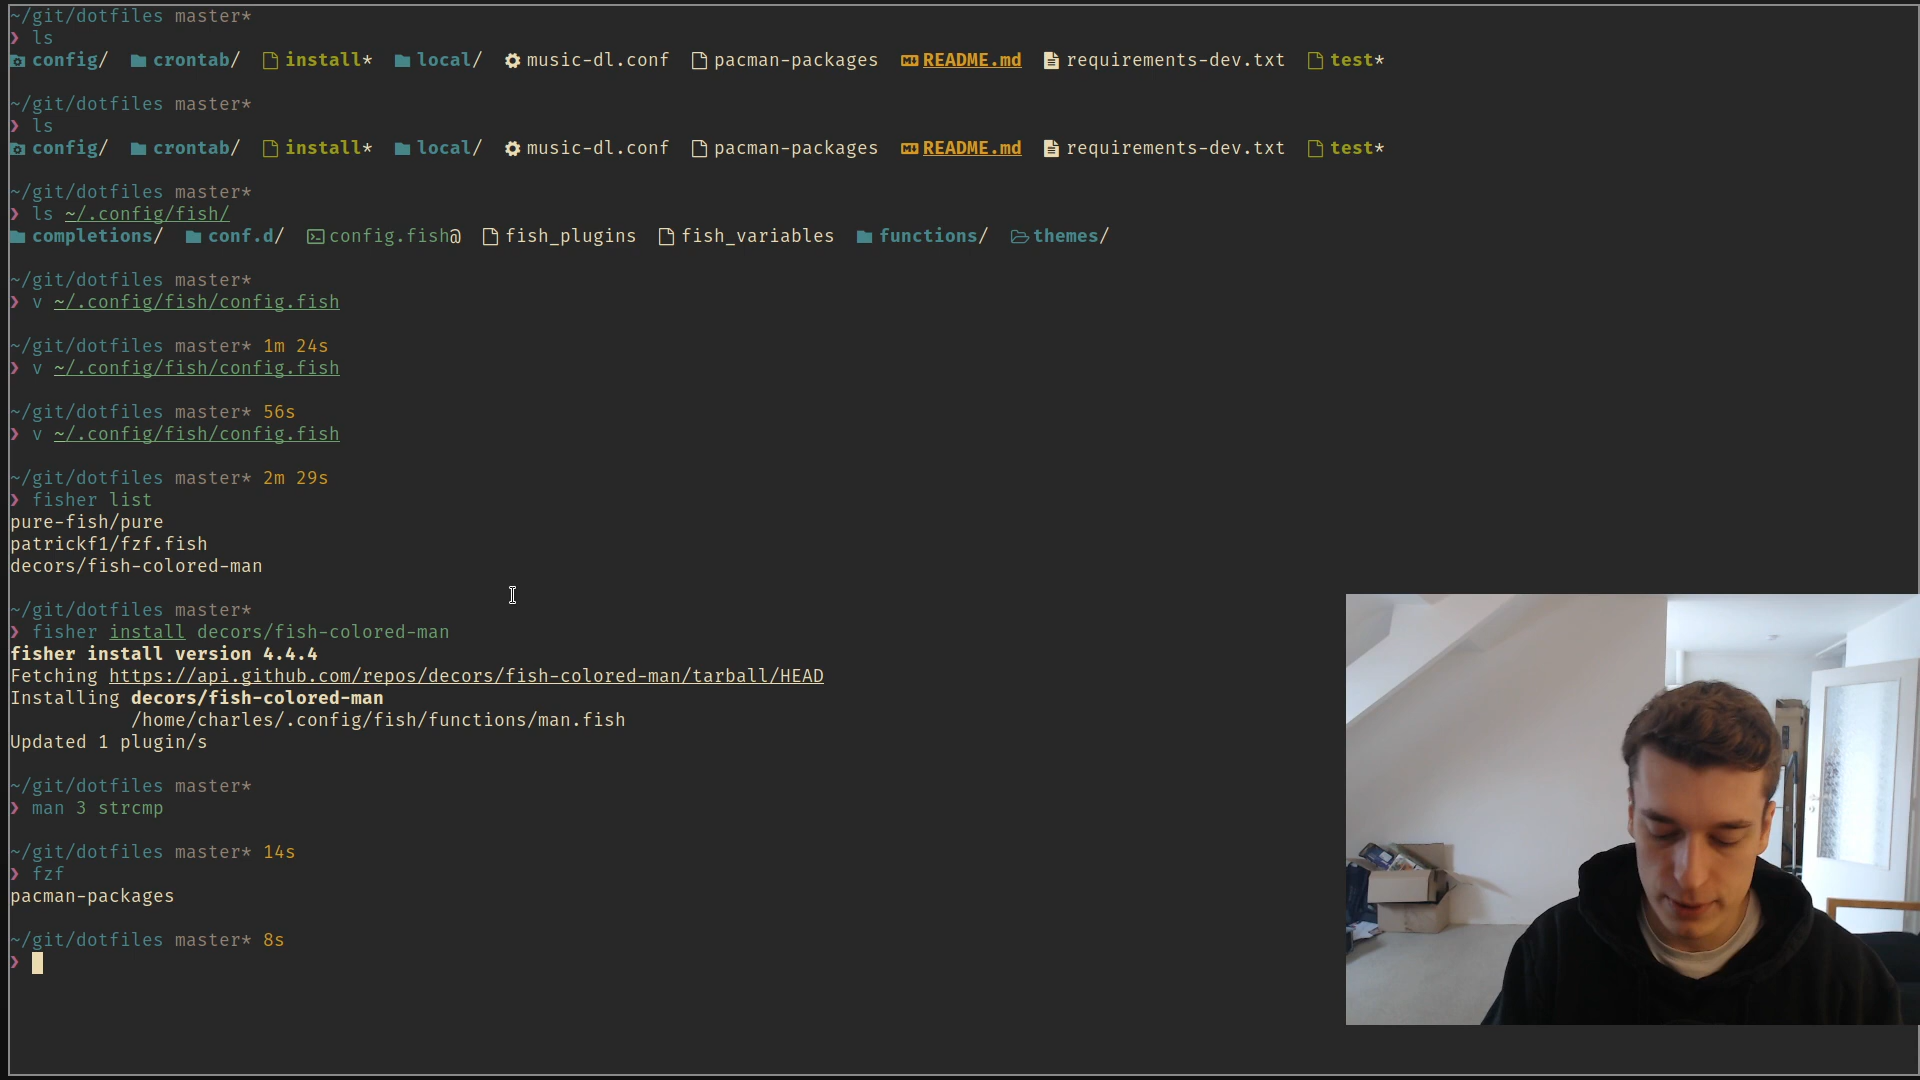 ~/git/dotfiles master*
❯ ls
config/ crontab/ install* local/ music-dl.conf pacman-packages README.md requirements-dev.txt test*
~/git/dotfiles master*
❯ ls
config/ crontab/ install* local/ music-dl.conf pacman-packages README.md requirements-dev.txt test*
~/git/dotfiles master*
❯ ls ~/.config/fish/
completions/ conf.d/ config.fish@ fish_plugins fish_variables functions/ themes/
~/git/dotfiles master*
❯ v ~/.config/fish/config.fish
~/git/dotfiles master* 1m 24s
❯ v ~/.config/fish/config.fish
~/git/dotfiles master* 56s
❯ v ~/.config/fish/config.fish
~/git/dotfiles master* 2m 29s
❯ fisher list
pure-fish/pure
patrickf1/fzf.fish
decors/fish-colored-man
~/git/dotfiles master*
❯ fisher install decors/fish-colored-man
fisher install version 4.4.4
Fetching https://api.github.com/repos/decors/fish-colored-man/tarball/HEAD
Installing decors/fish-colored-man
/home/charles/.config/fish/functions/man.fish
Updated 1 plugin/s
~/git/dotfiles master*
❯ man 3 strcmp
~/git/dotfiles master* 14s
❯ fzf
pacman-packages
~/git/dotfiles master* 8s
❯